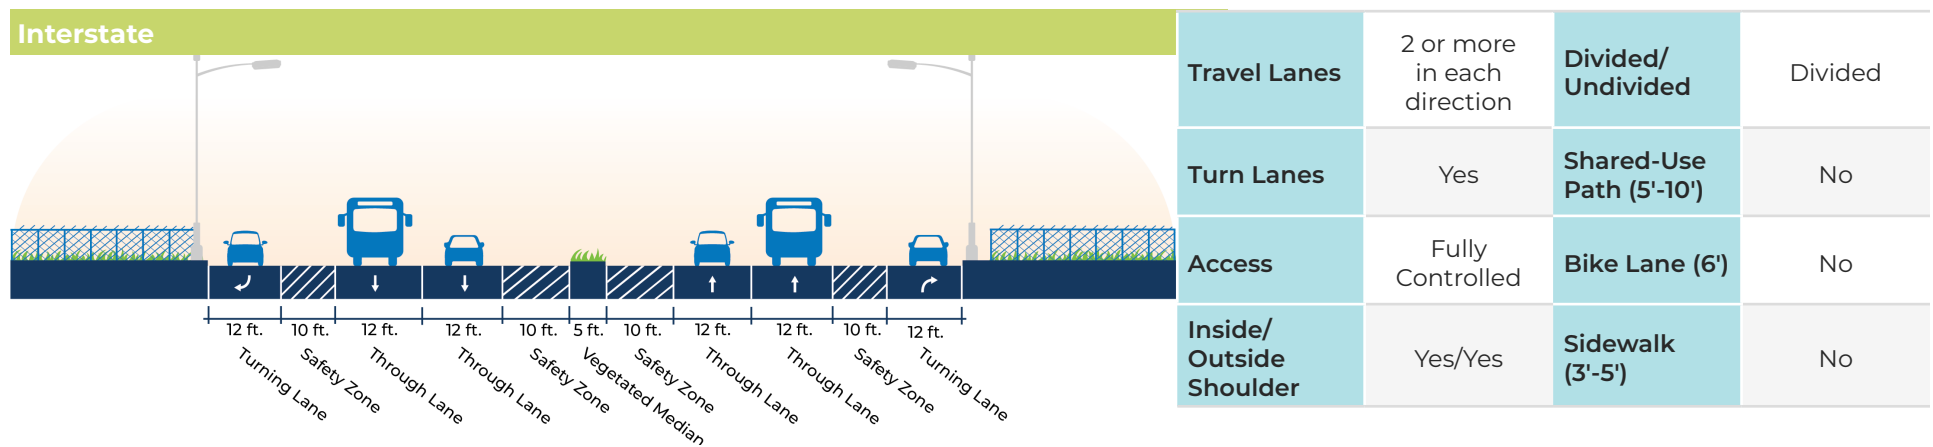 Interstate
12 ft.
10 ft.
12 ft.
12 ft.
10 ft.
5 ft.
10 ft.
12 ft.
12 ft.
10 ft.
12 ft.
Turning Lane
Safety Zone
Through Lane
Through Lane
Safety Zone
Vegetated Median
Safety Zone
Through Lane
Through Lane
Safety Zone
Turning Lane
Travel Lanes
2 or more
in each
direction
Divided/
Undivided
Divided
Turn Lanes
Yes
Shared-Use
Path (5'-10')
No
Access
Fully
Controlled
Bike Lane (6')
No
Inside/
Outside
Shoulder
Yes/Yes
Sidewalk
(3'-5')
No